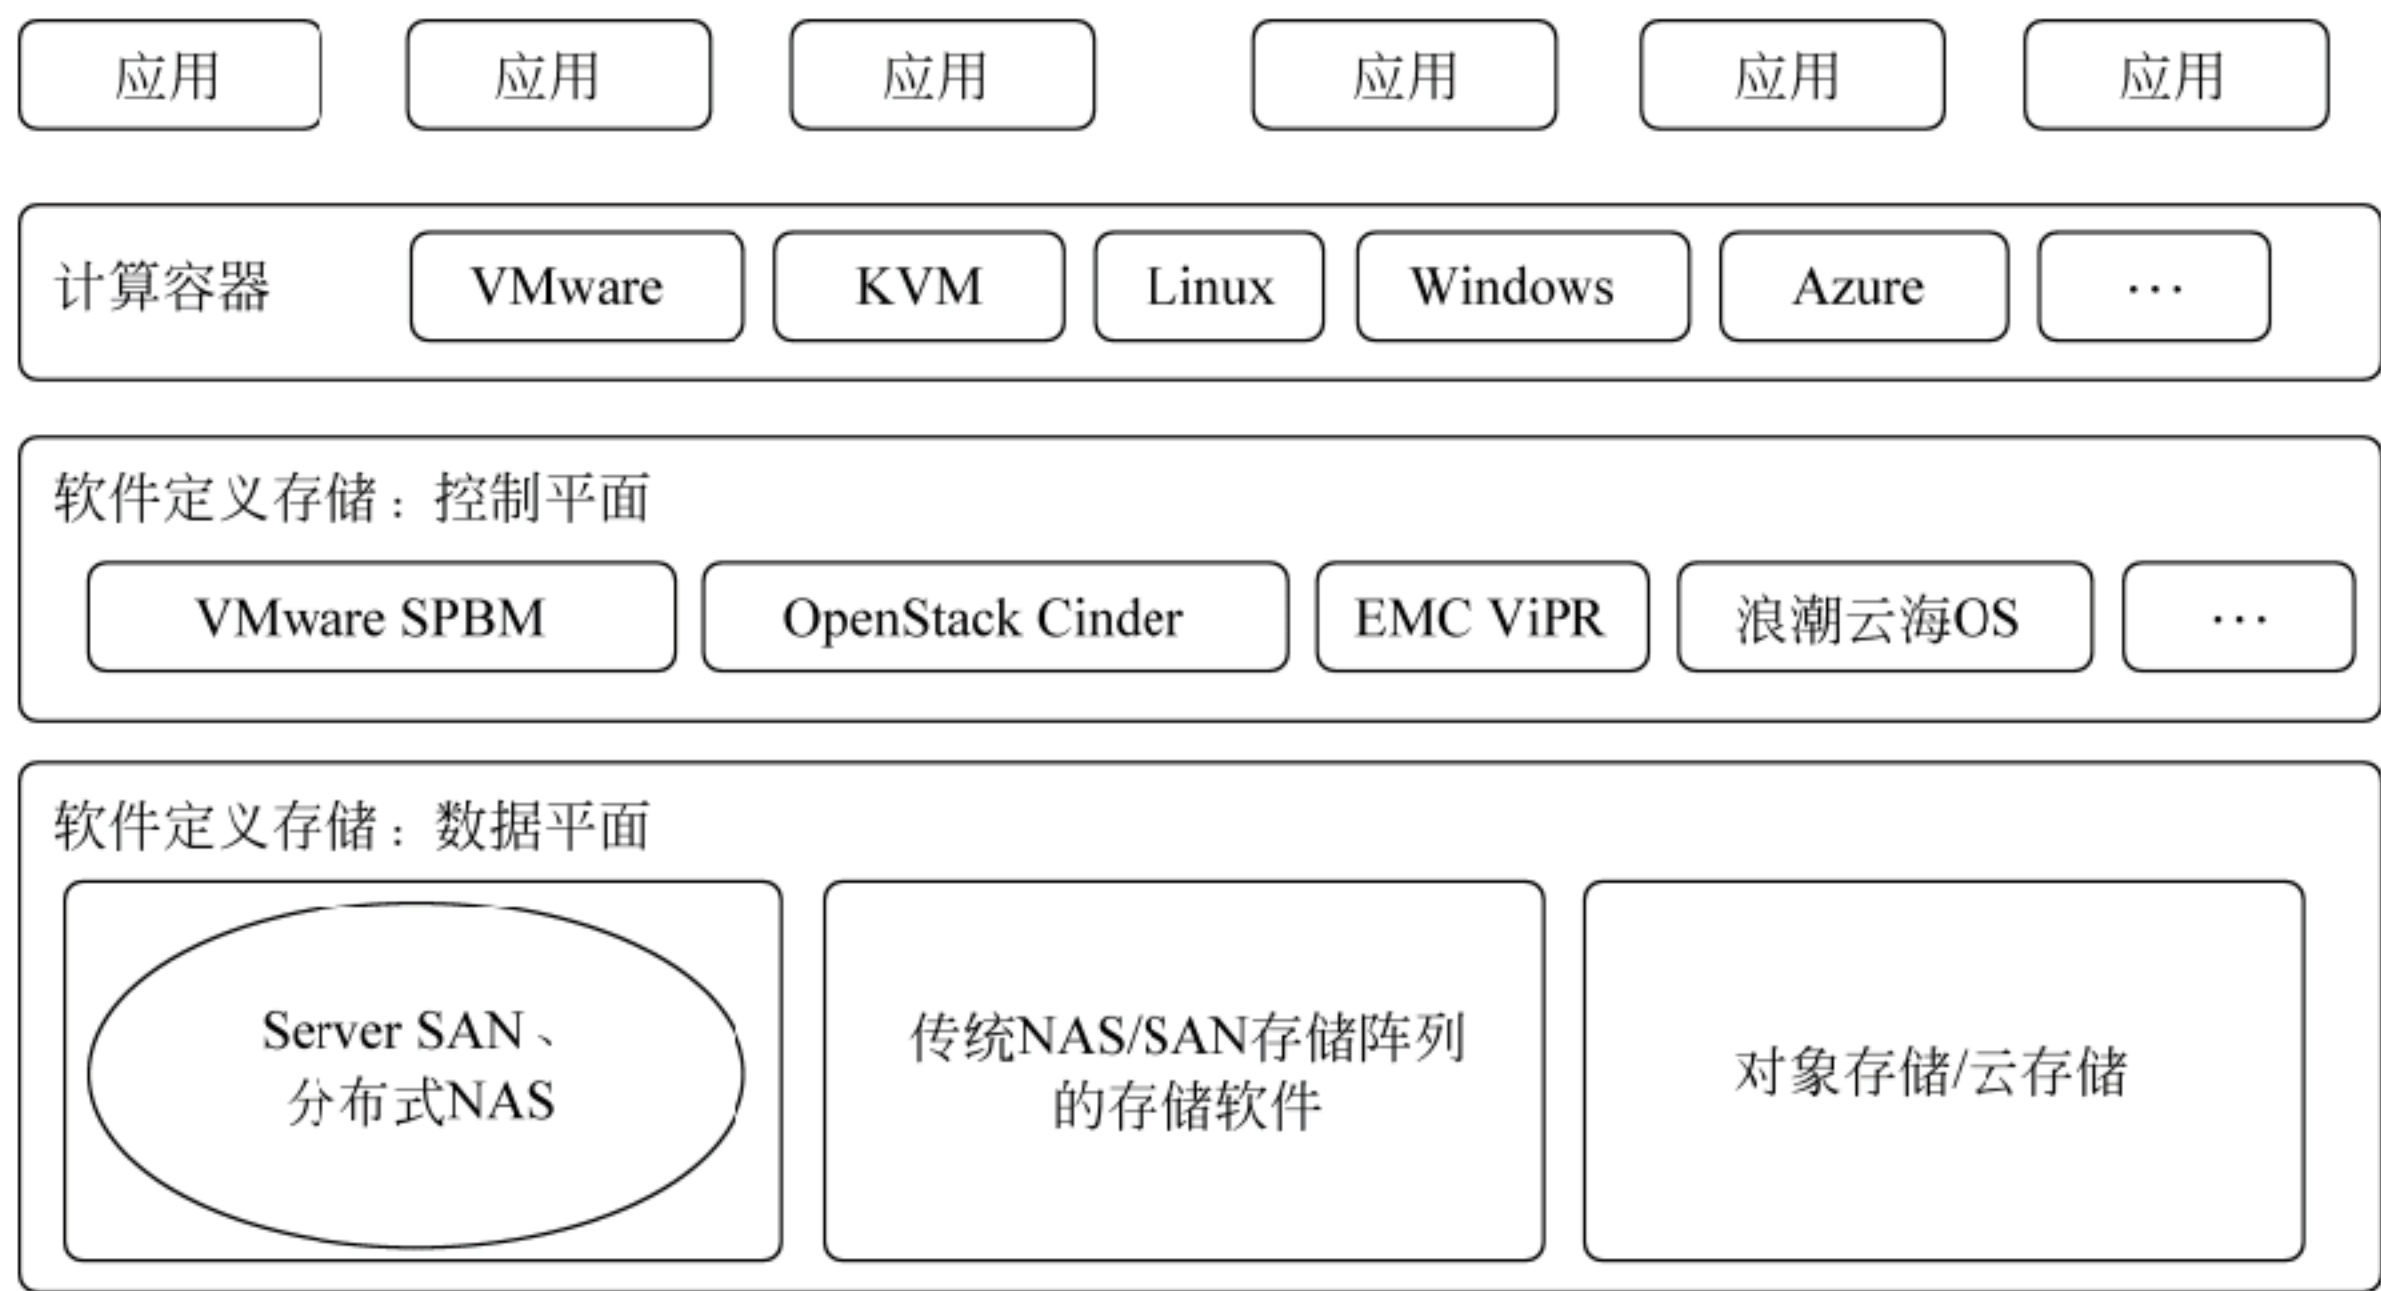 应用 应用 应用 应用 应用 应用
计算容器 VMware KVM Linux Windows Azure …
软件定义存储：控制平面
VMware SPBM OpenStack Cinder EMC ViPR 浪潮云海OS …
软件定义存储：数据平面
Server SAN、
分布式NAS
传统NAS/SAN存储阵列
的存储软件
对象存储/云存储